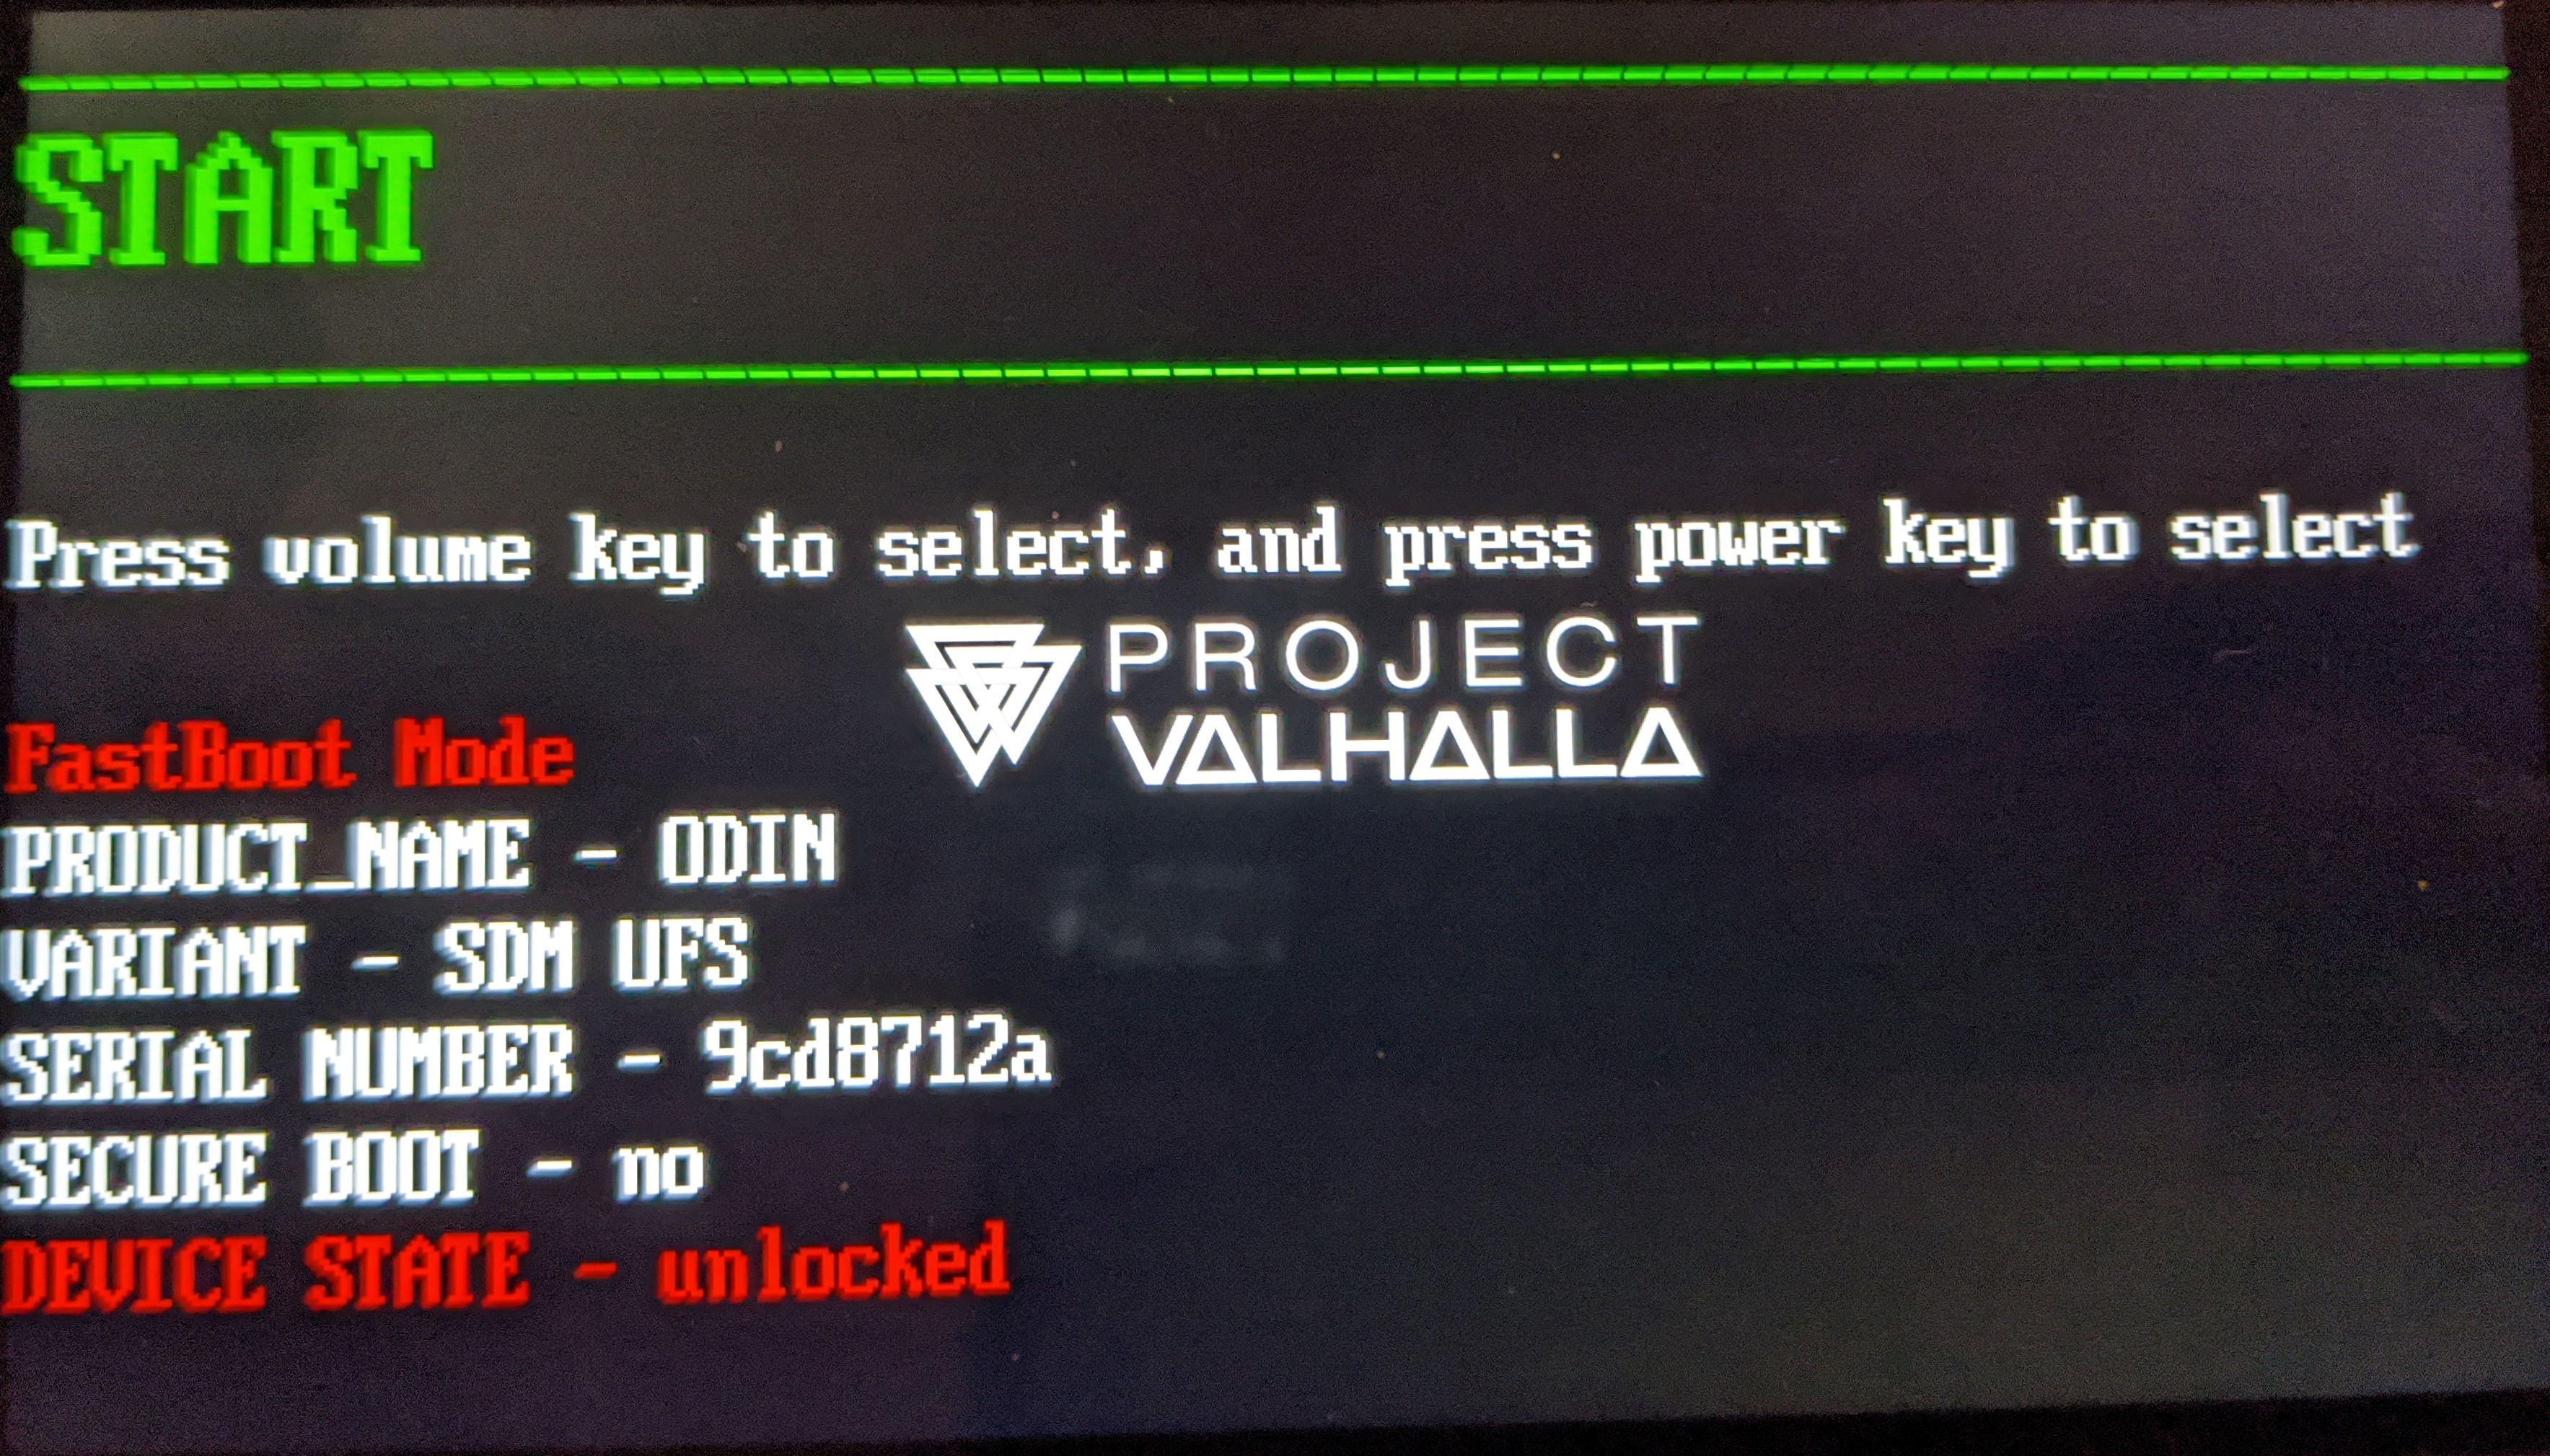 START
Press volume key to select, and press power key to select
PROJECT
VALHALLA
FastBoot Mode
PRODUCT_NAME - ODIN
VARIANT - SDM UFS
SERIAL NUMBER - 9cd8712a
SECURE BOOT - no
DEVICE STATE - unlocked